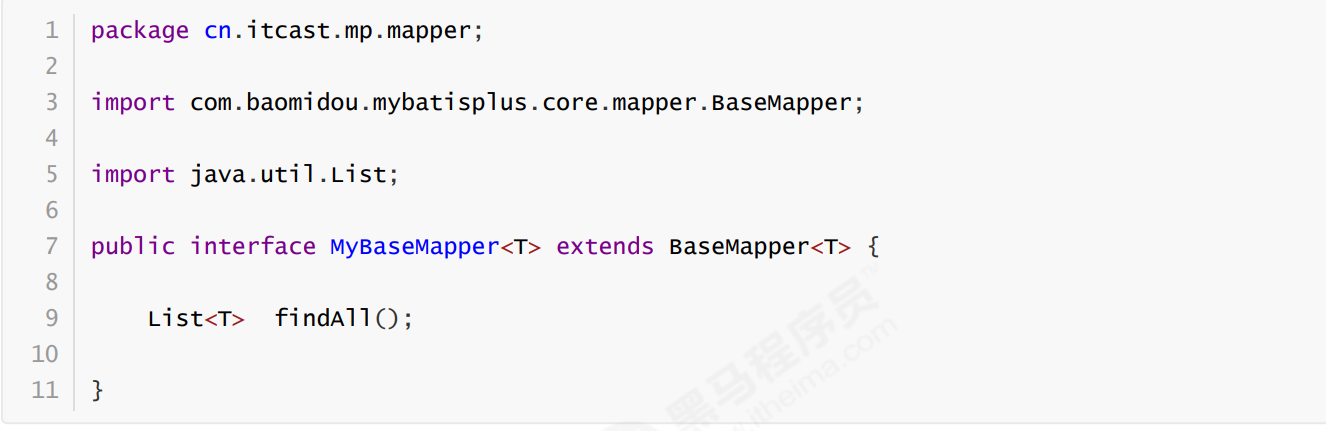 1 package cn.itcast.mp.mapper;
2
3 import com.baomidou.mybatisplus.core.mapper.BaseMapper;
4
5 import java.util.List;
6
7 public interface MyBaseMapper<T> extends BaseMapper<T> {
8
9     List<T>  findAll();
10
11 }
黑马程序员™
www.itheima.com